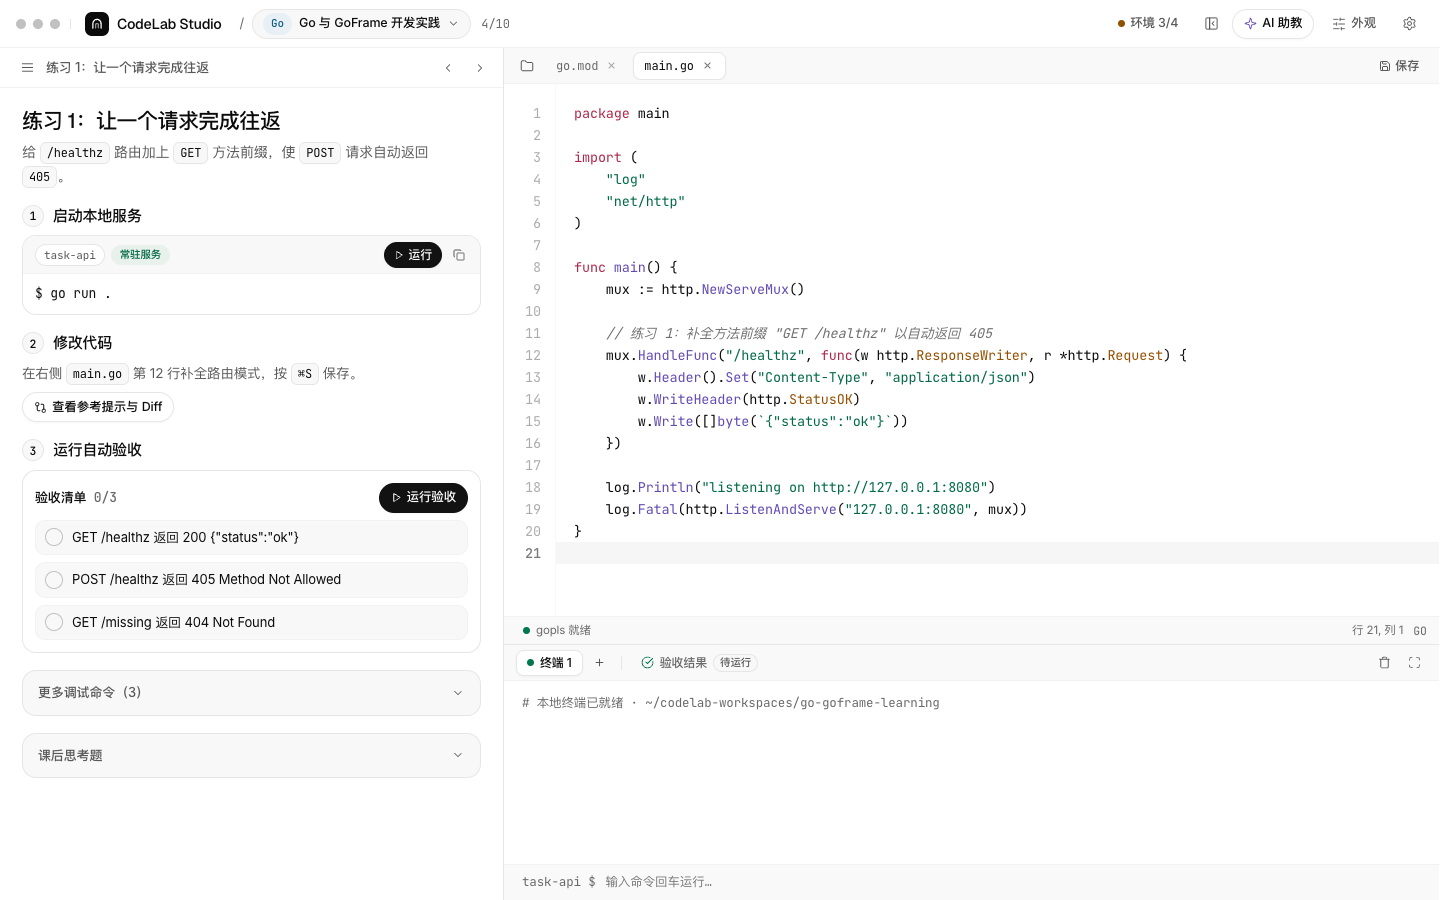 CodeLab Studio / Go Go 与 GoFrame 开发实践 4/10 环境 3/4 AI 助教 外观
练习 1：让一个请求完成往返
练习 1：让一个请求完成往返
给 /healthz 路由加上 GET 方法前缀，使 POST 请求自动返回
405 。
1 启动本地服务
task-api 常驻服务 运行
$ go run .
2 修改代码
在右侧 main.go 第 12 行补全路由模式，按 ⌘S 保存。
查看参考提示与 Diff
3 运行自动验收
验收清单 0/3 运行验收
GET /healthz 返回 200 {"status":"ok"}
POST /healthz 返回 405 Method Not Allowed
GET /missing 返回 404 Not Found
更多调试命令（3）
课后思考题
go.mod × main.go × 保存
1 package main
2
3 import (
4 "log"
5 "net/http"
6 )
7
8 func main() {
9 mux := http.NewServeMux()
10
11 // 练习 1：补全方法前缀 "GET /healthz" 以自动返回 405
12 mux.HandleFunc("/healthz", func(w http.ResponseWriter, r *http.Request) {
13 w.Header().Set("Content-Type", "application/json")
14 w.WriteHeader(http.StatusOK)
15 w.Write([]byte(`{"status":"ok"}`))
16 })
17
18 log.Println("listening on http://127.0.0.1:8080")
19 log.Fatal(http.ListenAndServe("127.0.0.1:8080", mux))
20 }
21
gopls 就绪 行 21, 列 1 GO
终端 1 + 验收结果 待运行
# 本地终端已就绪 · ~/codelab-workspaces/go-goframe-learning
task-api $ 输入命令回车运行…